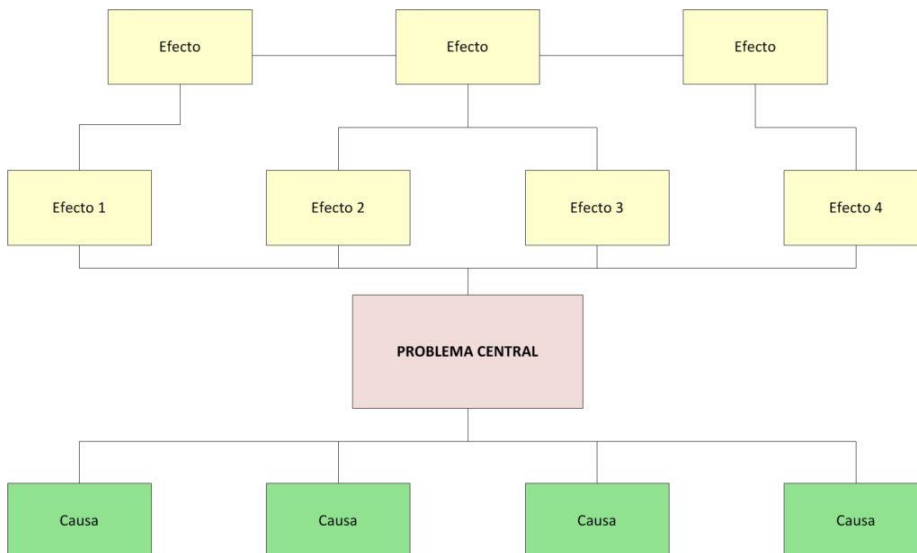 Efecto
Efecto
Efecto
Efecto 1
Efecto 2
Efecto 3
Efecto 4
PROBLEMA CENTRAL
Causa
Causa
Causa
Causa